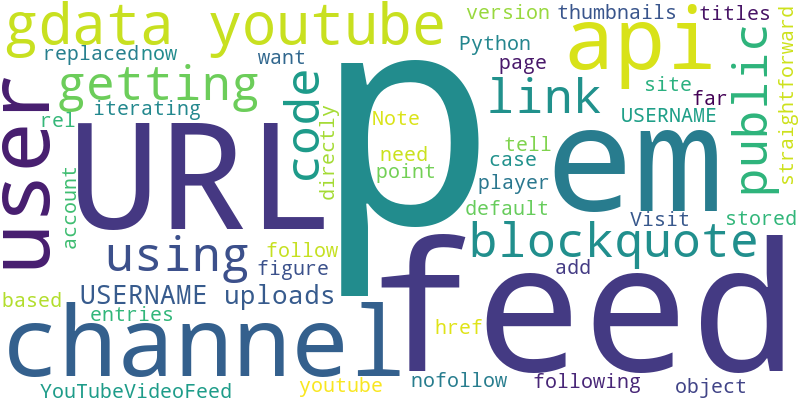 gdata youtube
api
titles
version
thumbnails
replacednow
want
Python
page
public
straightforward
getting
code
p
link
site
far
user
iterating
rel
directly
Note
USERNAME
URL
em
tell
need
case
point
player
account
default
Visit
stored
using
follow
blockquote
figure
add
feed
based
USERNAME uploads
entries
channel
href
YouTubeVideoFeed
youtube
nofollow
following
object